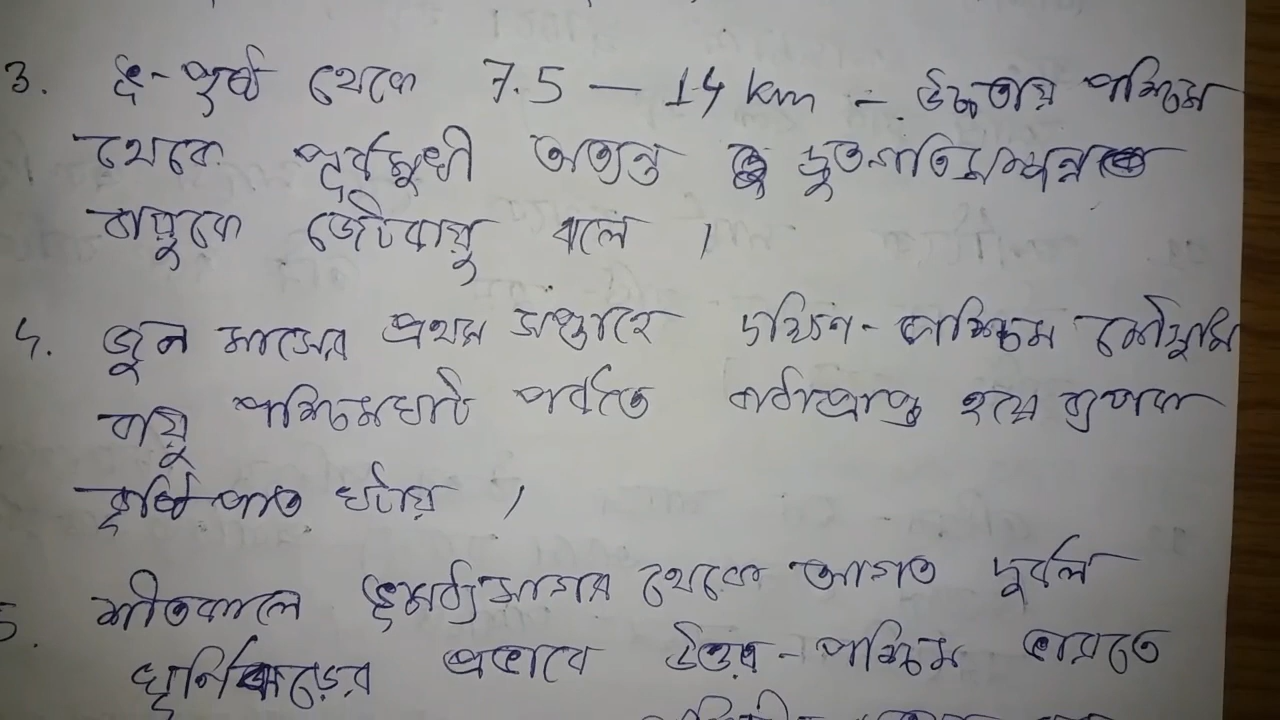 3. ভূ-পৃষ্ঠ থেকে 7.5 — 14 km – উচ্চতায় পশ্চিম
থেকে পূর্বমুখী অত্যন্ত দ্রুতগতিসম্পন্ন
বায়ুকে জেটবায়ু বলে ।
4. জুন মাসের প্রথম সপ্তাহে দক্ষিণ-পশ্চিম মৌসুমি
বায়ু পশ্চিমঘাট পর্বতে বাধাপ্রাপ্ত হয়ে ব্যাপক
বৃষ্টিপাত ঘটায় ।
5. শীতকালে ভূমধ্যসাগর থেকে আগত দুর্বল
ঘূর্ণিঝড়ের প্রভাবে উত্তর-পশ্চিম ভারতে